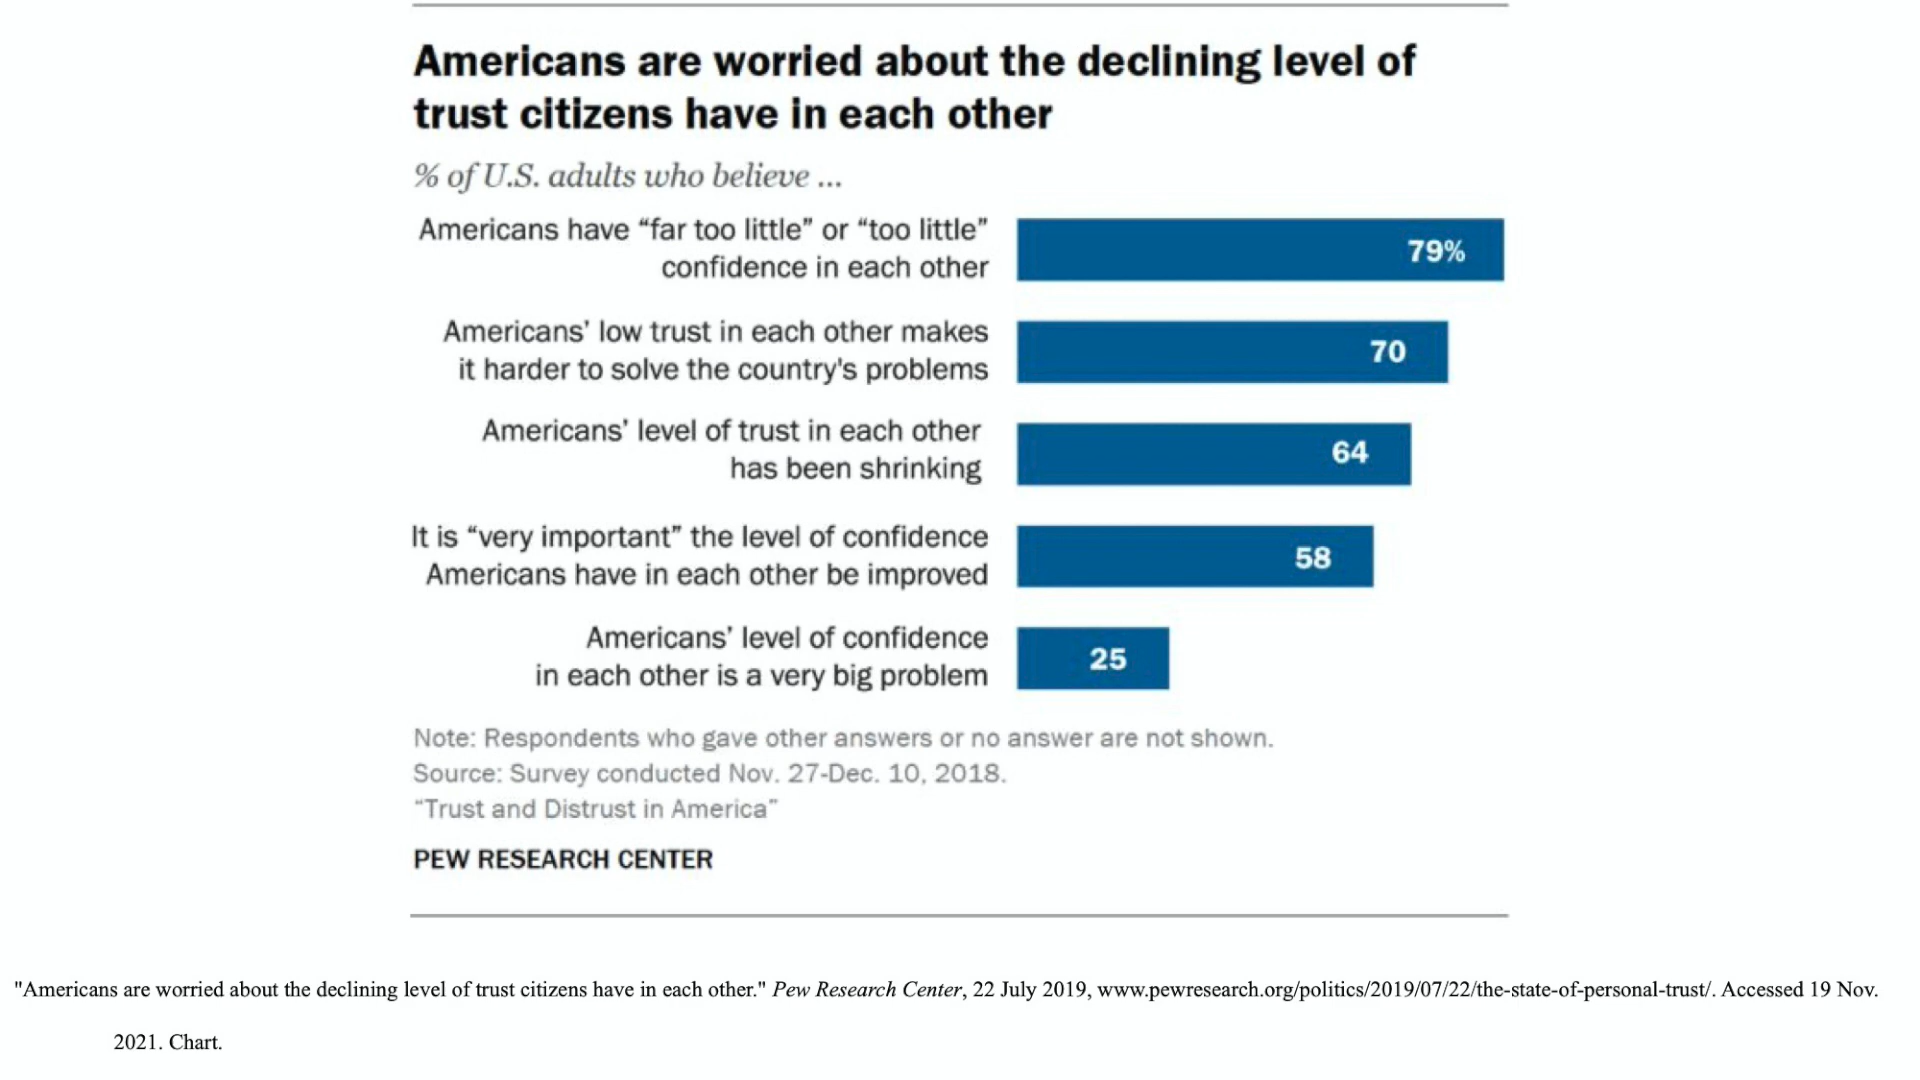 Americans are worried about the declining level of
trust citizens have in each other
% of U.S. adults who believe ...
Americans have “far too little” or “too little”
confidence in each other
79%
Americans’ low trust in each other makes
it harder to solve the country's problems
70
Americans’ level of trust in each other
has been shrinking
64
It is “very important” the level of confidence
Americans have in each other be improved
58
Americans’ level of confidence
in each other is a very big problem
25
Note: Respondents who gave other answers or no answer are not shown.
Source: Survey conducted Nov. 27-Dec. 10, 2018.
“Trust and Distrust in America”
PEW RESEARCH CENTER
"Americans are worried about the declining level of trust citizens have in each other." Pew Research Center, 22 July 2019, www.pewresearch.org/politics/2019/07/22/the-state-of-personal-trust/. Accessed 19 Nov.
2021. Chart.